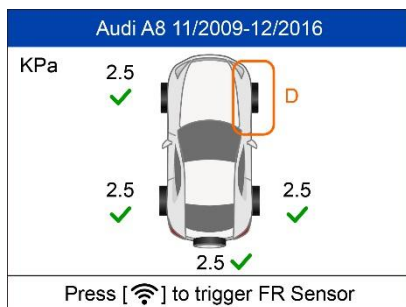 Audi A8 11/2009-12/2016
KPa
2.5
D
2.5
2.5
2.5
Press [ ] to trigger FR Sensor